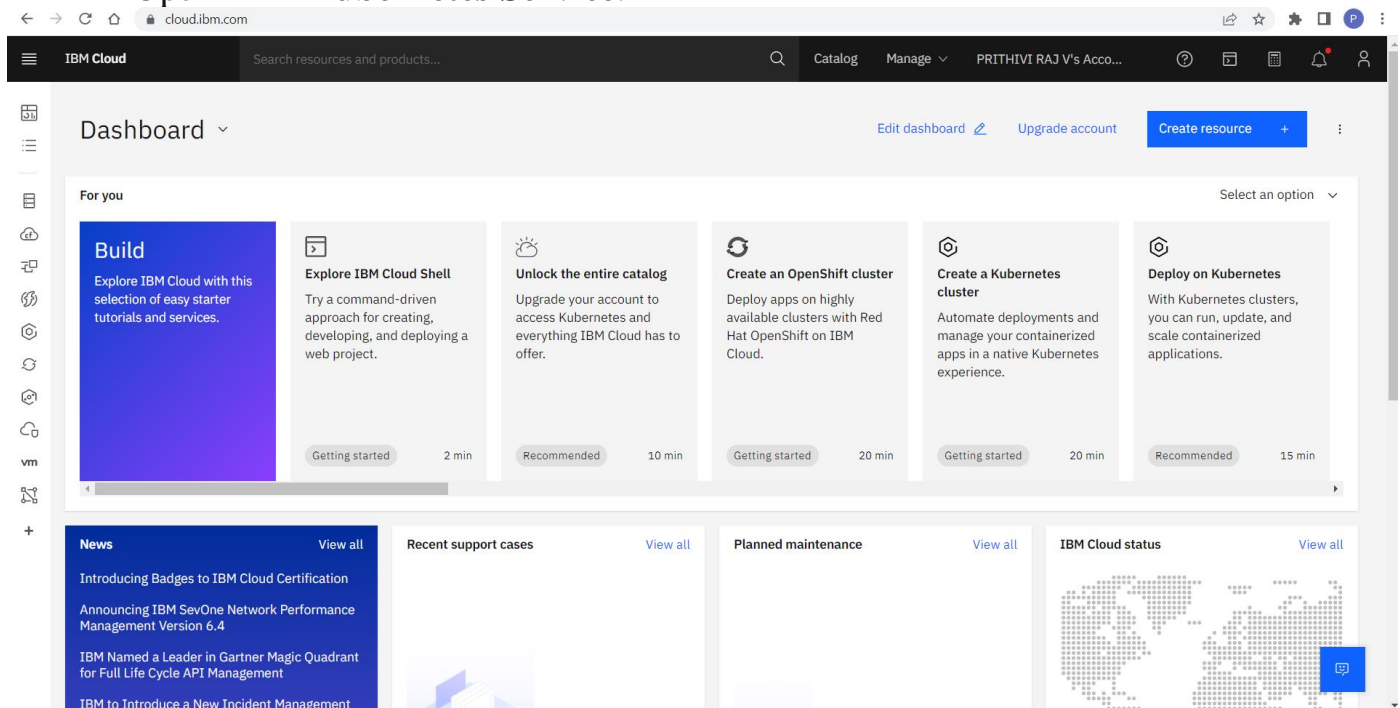 cloud.ibm.com
P
IBM Cloud
Search resources and products...
Catalog
Manage
PRITHIVI RAJ V's Acco...
Dashboard
Edit dashboard
Upgrade account
Create resource +
For you
Select an option
Build
Explore IBM Cloud with this
selection of easy starter
tutorials and services.
Explore IBM Cloud Shell
Try a command-driven
approach for creating,
developing, and deploying a
web project.
Getting started
2 min
Unlock the entire catalog
Upgrade your account to
access Kubernetes and
everything IBM Cloud has to
offer.
Recommended
10 min
Create an OpenShift cluster
Deploy apps on highly
available clusters with Red
Hat OpenShift on IBM
Cloud.
Getting started
20 min
Create a Kubernetes
cluster
Automate deployments and
manage your containerized
apps in a native Kubernetes
experience.
Getting started
20 min
Deploy on Kubernetes
With Kubernetes clusters,
you can run, update, and
scale containerized
applications.
Recommended
15 min
vm
News
View all
Introducing Badges to IBM Cloud Certification
Announcing IBM SevOne Network Performance
Management Version 6.4
IBM Named a Leader in Gartner Magic Quadrant
for Full Life Cycle API Management
IBM to Introduce a New Incident Management
Recent support cases
View all
Planned maintenance
View all
IBM Cloud status
View all